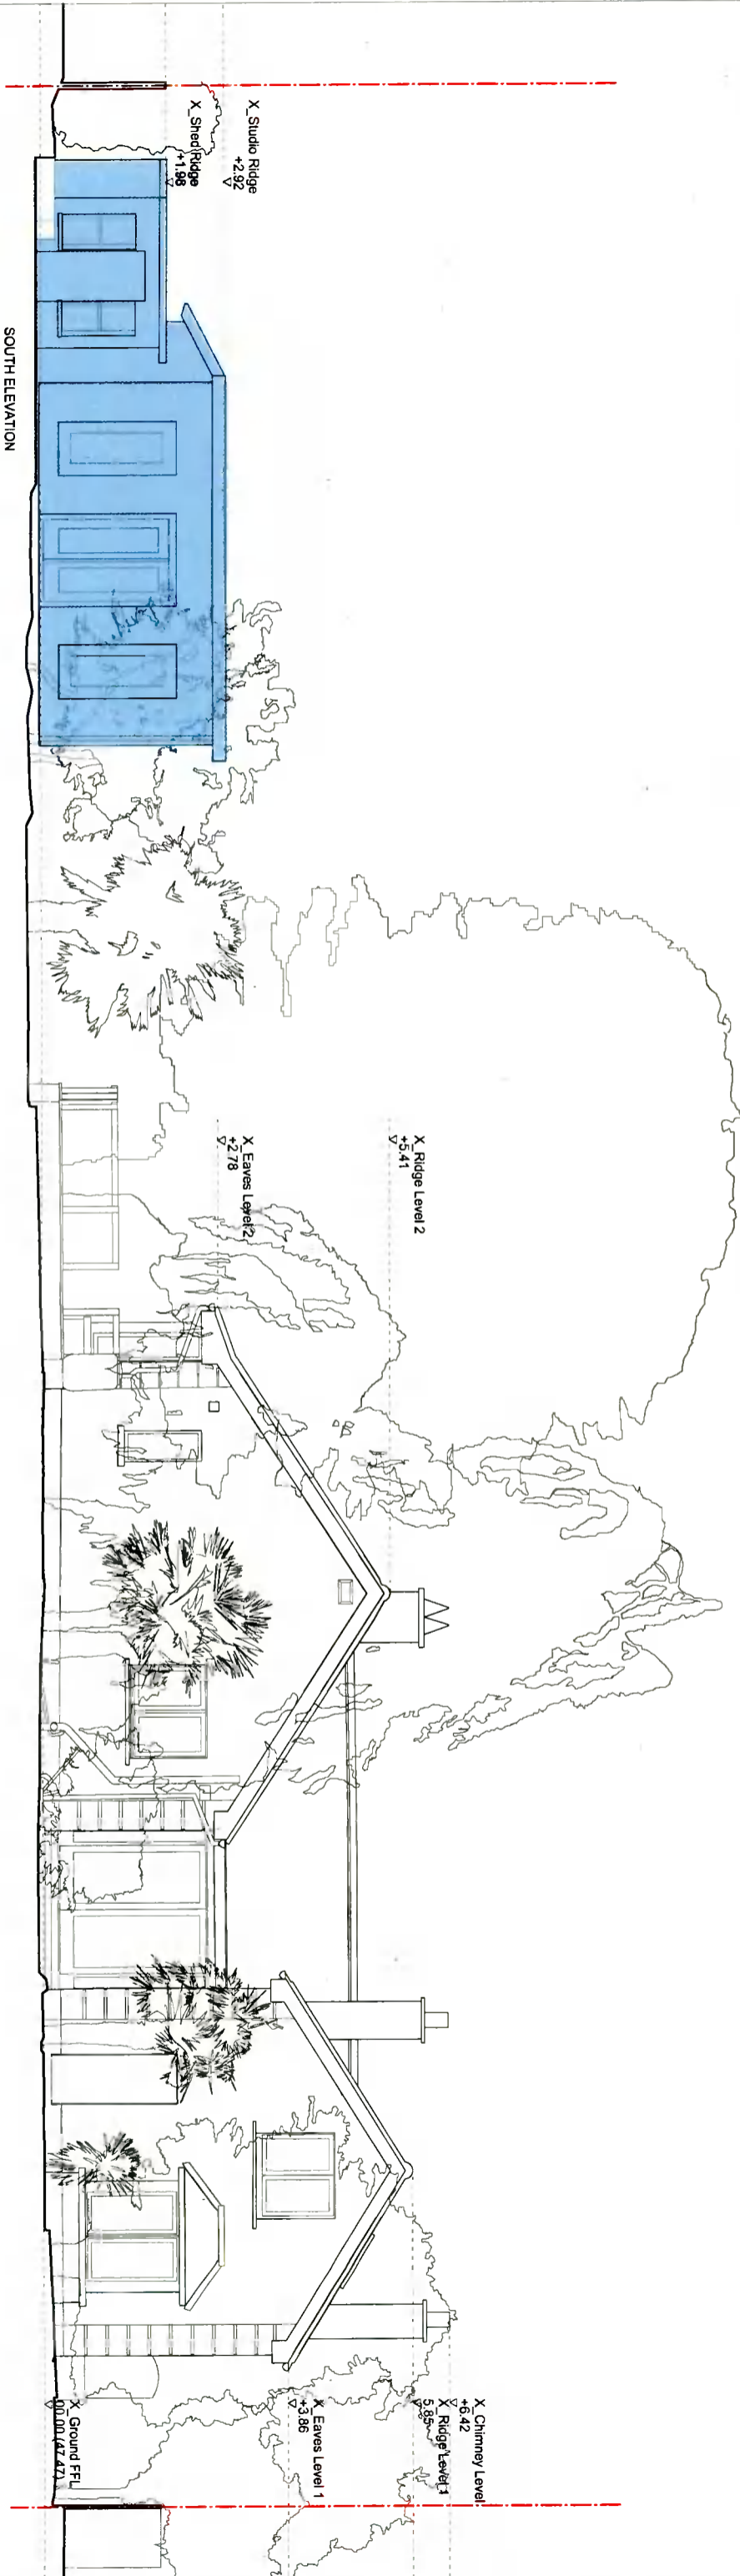 X_Studio Ridge
+2.92
X_Shed Ridge
+1.98
SOUTH ELEVATION
X_Ridge Level 2
+5.41
X_Eaves Level 2
+2.78
X_Chimney Level
+6.42
X_Ridge Level 1
5.85
X_Eaves Level 1
+3.86
X_Ground FFL
00.00 (47.47)